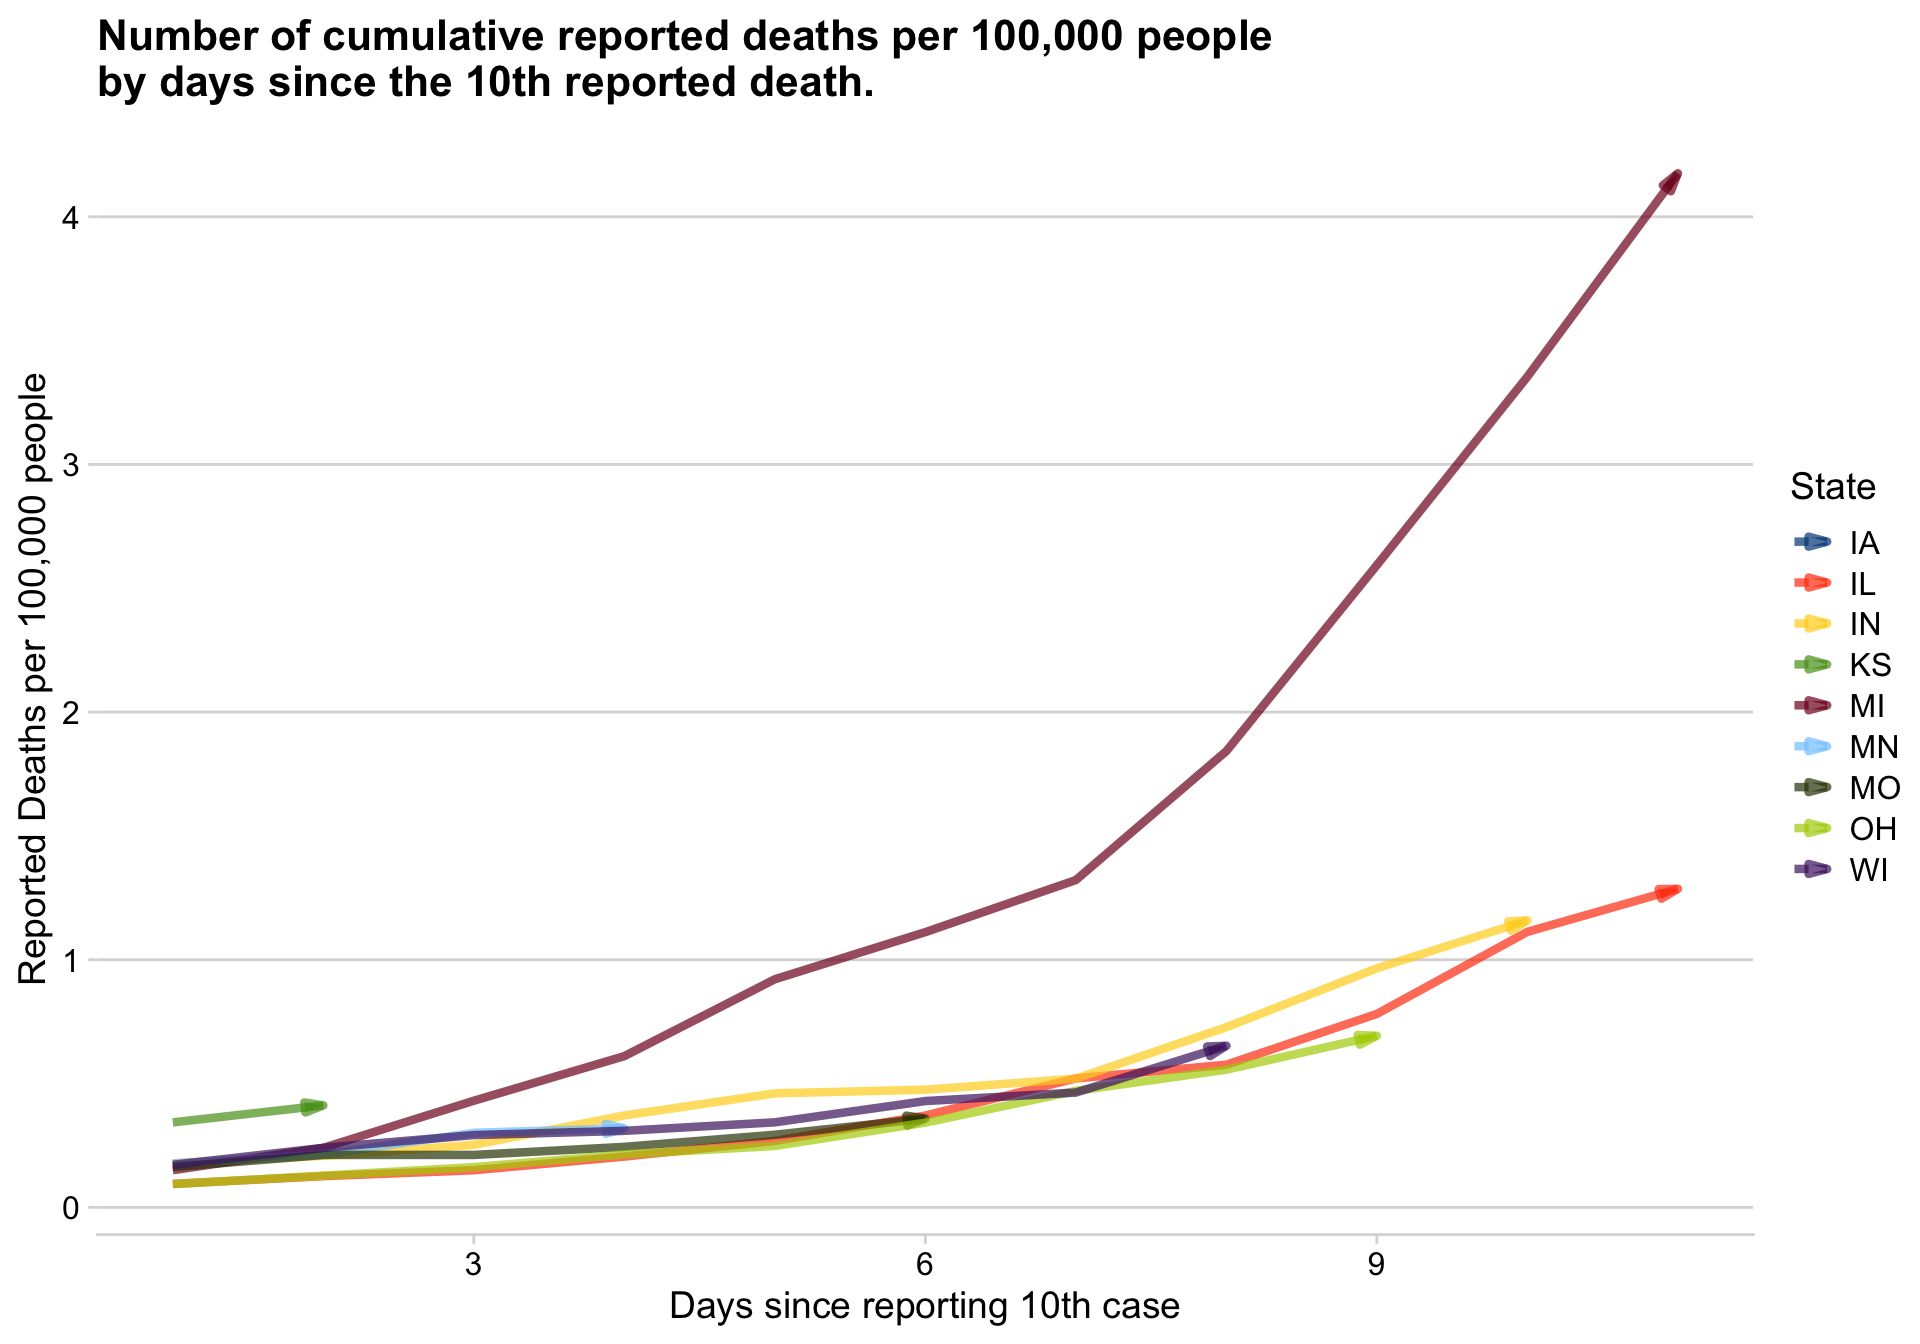 Number of cumulative reported deaths per 100,000 people
by days since the 10th reported death.
Reported Deaths per 100,000 people
4
3
2
1
0
3
6
9
Days since reporting 10th case
State
IA
IL
IN
KS
MI
MN
MO
OH
WI